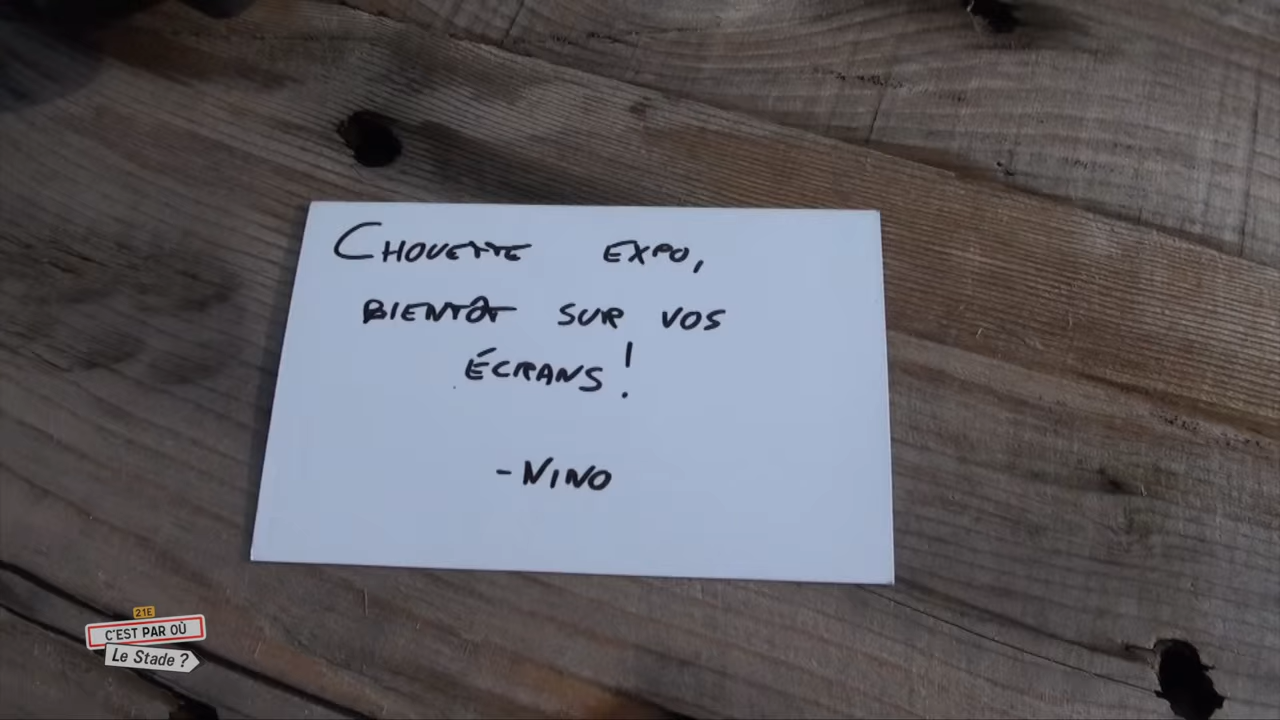 CHOUETTE EXPO,
BIENTÔT SUR VOS
ÉCRANS!
-NINO
21E
C'EST PAR OÙ
Le Stade ?